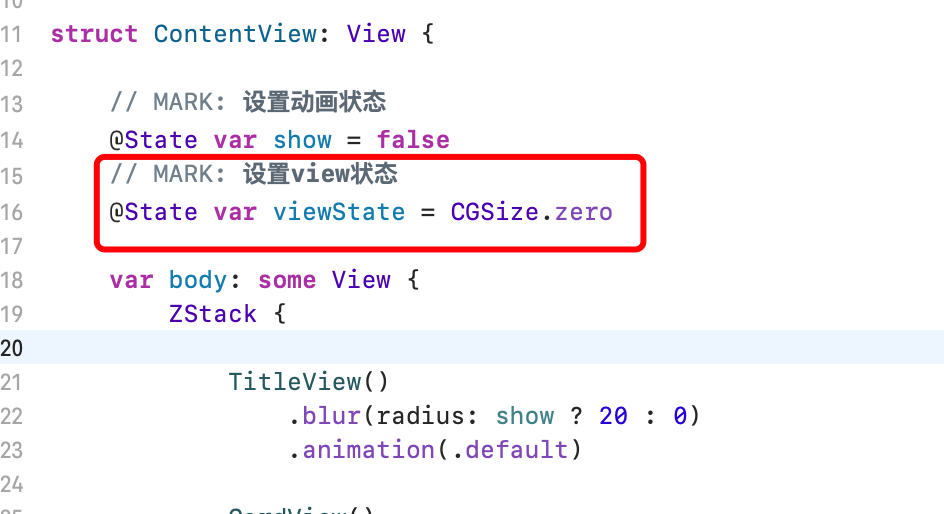 10
11 struct ContentView: View {
12
13 // MARK: 设置动画状态
14 @State var show = false
15 // MARK: 设置view状态
16 @State var viewState = CGSize.zero
17
18 var body: some View {
19 ZStack {
20
21 TitleView()
22 .blur(radius: show ? 20 : 0)
23 .animation(.default)
24
25 CardView()